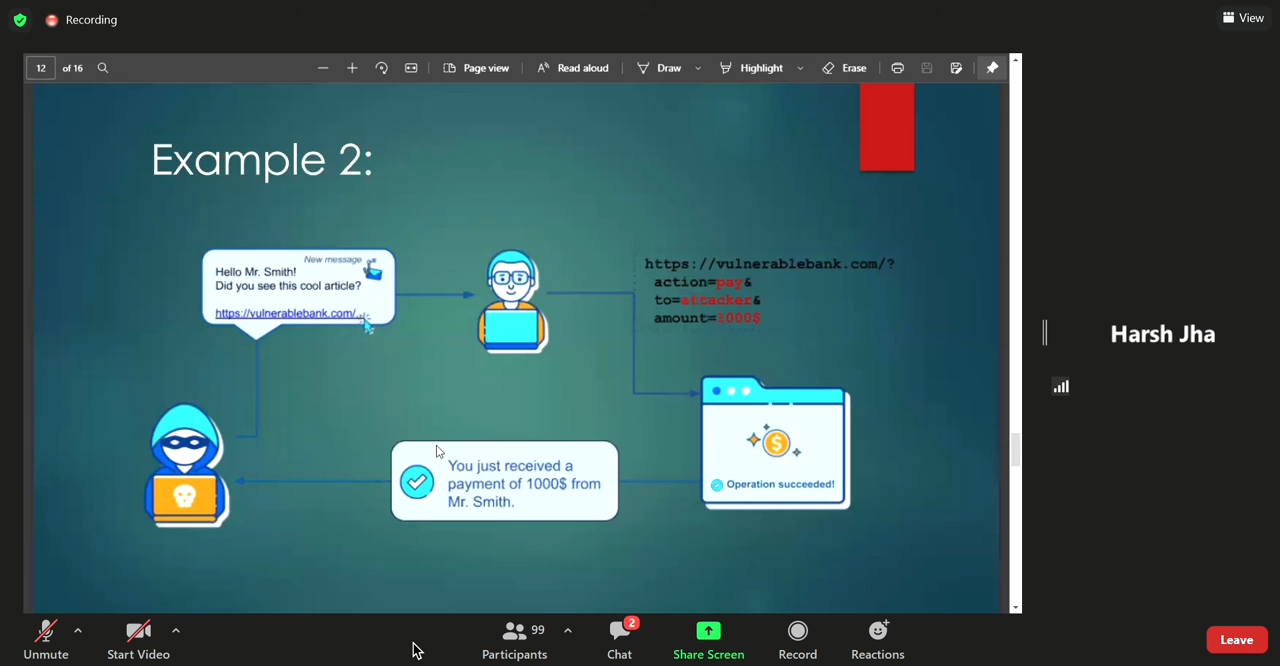 Recording
View
12 of 16
Page view
Read aloud
Draw
Highlight
Erase
Example 2:
New message
Hello Mr. Smith!
Did you see this cool article?
https://vulnerablebank.com/...
https://vulnerablebank.com/?
action=pay&
to=attacker&
amount=1000$
Harsh Jha
You just received a
payment of 1000$ from
Mr. Smith.
$
Operation succeeded!
Unmute
Start Video
99
Participants
2
Chat
Share Screen
Record
Reactions
Leave